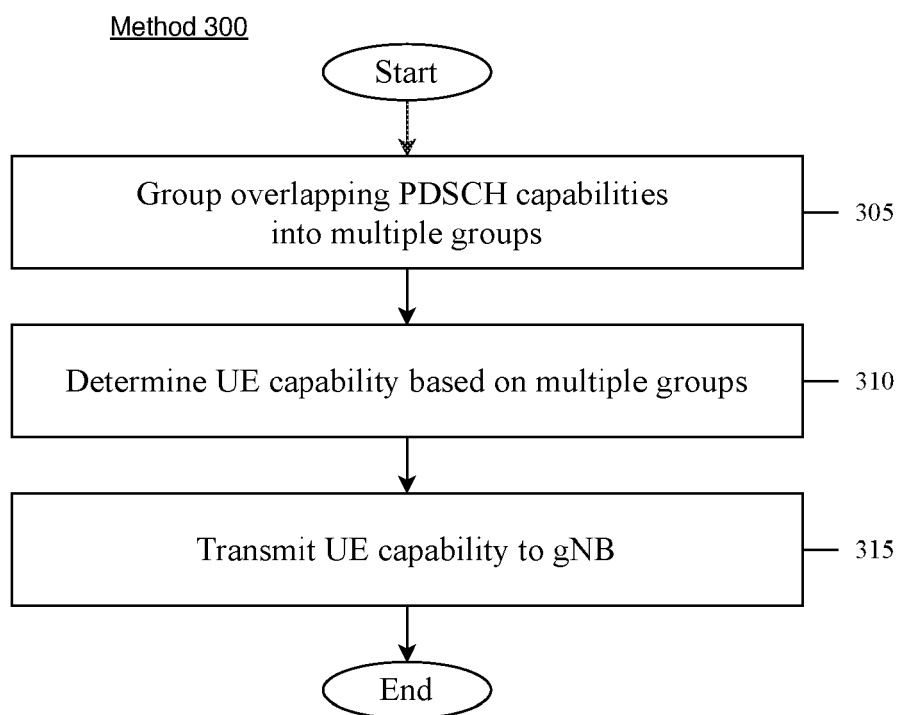 Method 300
Start
Group overlapping PDSCH capabilities
into multiple groups
305
Determine UE capability based on multiple groups
310
Transmit UE capability to gNB
315
End